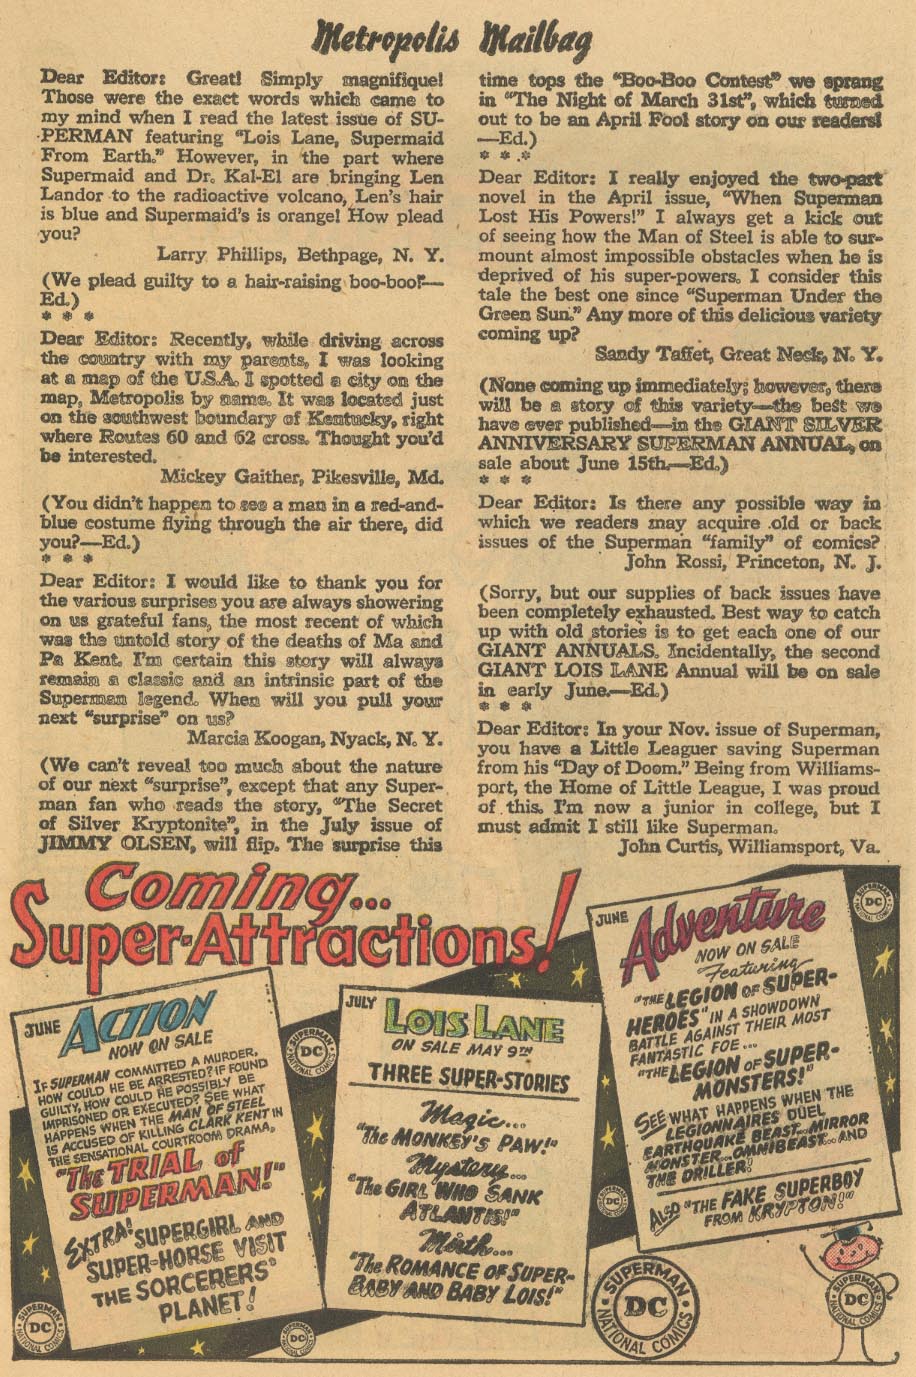 Metropolis Mailbag
Dear Editor: Great! Simply magnifique!
Those were the exact words which came to
my mind when I read the latest issue of SU-
PERMAN featuring "Lois Lane, Supermaid
From Earth." However, in the part where
Supermaid and Dr. Kal-El are bringing Len
Landor to the radioactive volcano, Len's hair
is blue and Supermaid's is orange! How plead
you?
Larry Phillips, Bethpage, N. Y.
(We plead guilty to a hair-raising boo-boo!—
Ed.)
* * *
Dear Editor: Recently, while driving across
the country with my parents, I was looking
at a map of the U.S.A. I spotted a city on the
map, Metropolis by name. It was located just
on the southwest boundary of Kentucky, right
where Routes 60 and 62 cross. Thought you'd
be interested.
Mickey Gaither, Pikesville, Md.
(You didn't happen to see a man in a red-and-
blue costume flying through the air there, did
you?—Ed.)
* * *
Dear Editor: I would like to thank you for
the various surprises you are always showering
on us grateful fans, the most recent of which
was the untold story of the deaths of Ma and
Pa Kent. I'm certain this story will always
remain a classic and an intrinsic part of the
Superman legend. When will you pull your
next "surprise" on us?
Marcia Koogan, Nyack, N. Y.
(We can't reveal too much about the nature
of our next "surprise", except that any Super-
man fan who reads the story, "The Secret
of Silver Kryptonite", in the July issue of
JIMMY OLSEN, will flip. The surprise this
time tops the "Boo-Boo Contest" we sprang
in "The Night of March 31st", which turned
out to be an April Fool story on our readers!
—Ed.)
* * *
Dear Editor: I really enjoyed the two-part
novel in the April issue, "When Superman
Lost His Powers!" I always get a kick out
of seeing how the Man of Steel is able to sur-
mount almost impossible obstacles when he is
deprived of his super-powers. I consider this
tale the best one since "Superman Under the
Green Sun." Any more of this delicious variety
coming up?
Sandy Taffet, Great Neck, N. Y.
(None coming up immediately; however, there
will be a story of this variety—the best we
have ever published—in the GIANT SILVER
ANNIVERSARY SUPERMAN ANNUAL, on
sale about June 15th.—Ed.)
* * *
Dear Editor: Is there any possible way in
which we readers may acquire old or back
issues of the Superman "family" of comics?
John Rossi, Princeton, N. J.
(Sorry, but our supplies of back issues have
been completely exhausted. Best way to catch
up with old stories is to get each one of our
GIANT ANNUALS. Incidentally, the second
GIANT LOIS LANE Annual will be on sale
in early June.—Ed.)
* * *
Dear Editor: In your Nov. issue of Superman,
you have a Little Leaguer saving Superman
from his "Day of Doom." Being from Williams-
port, the Home of Little League, I was proud
of this. I'm now a junior in college, but I
must admit I still like Superman.
John Curtis, Williamsport, Va.
Coming...
Super-Attractions!
JUNE ACTION
NOW ON SALE
IF SUPERMAN COMMITTED A MURDER,
HOW COULD HE BE ARRESTED? IF FOUND
GUILTY, HOW COULD HE POSSIBLY BE
IMPRISONED OR EXECUTED? SEE WHAT
HAPPENS WHEN THE MAN OF STEEL
IS ACCUSED OF KILLING CLARK KENT IN
THE SENSATIONAL COURTROOM DRAMA,
"THE TRIAL of
SUPERMAN!"
EXTRA! SUPERGIRL AND
SUPER-HORSE VISIT
THE SORCERERS'
PLANET!
SUPERMAN
DC
NATIONAL COMICS
JULY LOIS LANE
ON SALE MAY 9TH
THREE SUPER-STORIES
Magic...
"THE MONKEY'S PAW!"
Mystery...
"THE GIRL WHO SANK
ATLANTIS!"
Mirth...
"THE ROMANCE OF SUPER-
BABY AND BABY LOIS!"
SUPERMAN
DC
NATIONAL COMICS
DC
JUNE Adventure
NOW ON SALE
Featuring
"THE LEGION OF SUPER-
HEROES" IN A SHOWDOWN
BATTLE AGAINST THEIR MOST
FANTASTIC FOE...
"THE LEGION OF SUPER-
MONSTERS!"
SEE WHAT HAPPENS WHEN THE
LEGIONNAIRES DUEL
EARTHQUAKE BEAST...MIRROR
MONSTER...OMNIBEAST...AND
THE DRILLER!
ALSO "THE FAKE SUPERBOY
FROM KRYPTON!"
SUPERMAN
DC
NATIONAL COMICS
DC
SUPERMAN
DC
NATIONAL COMICS
SUPERMAN
DC
NATIONAL COMICS